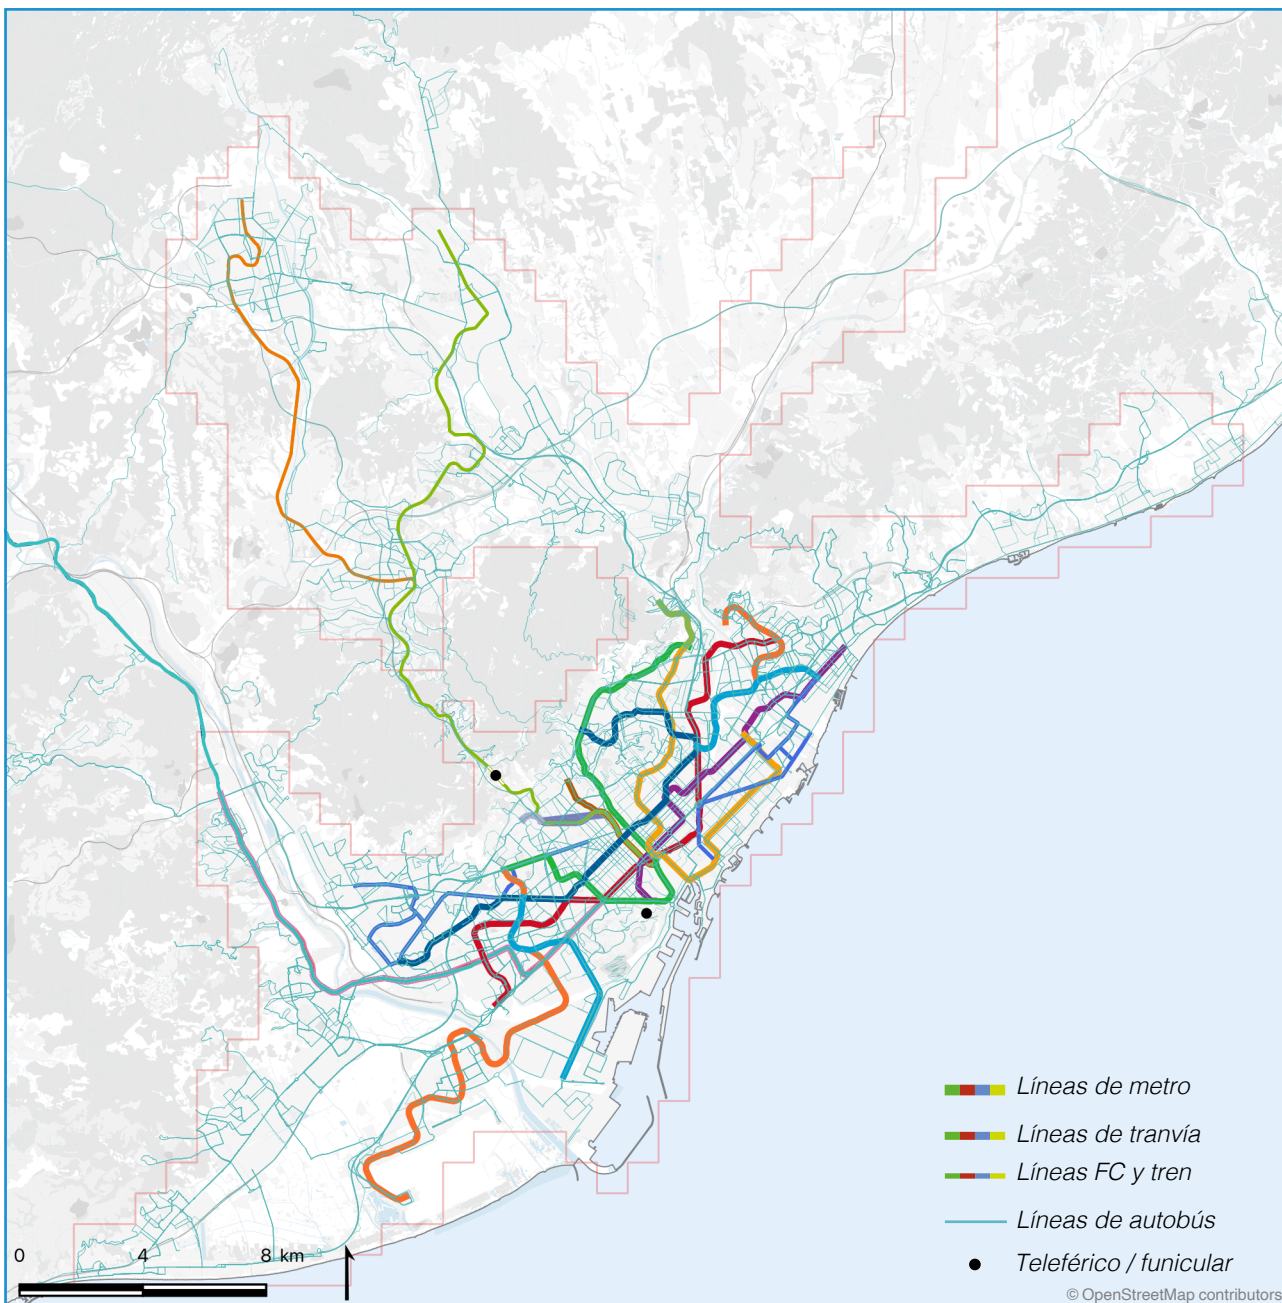 Líneas de metro
Líneas de tranvía
Líneas FC y tren
Líneas de autobús
Teleférico / funicular
0 4 8 km
© OpenStreetMap contributors